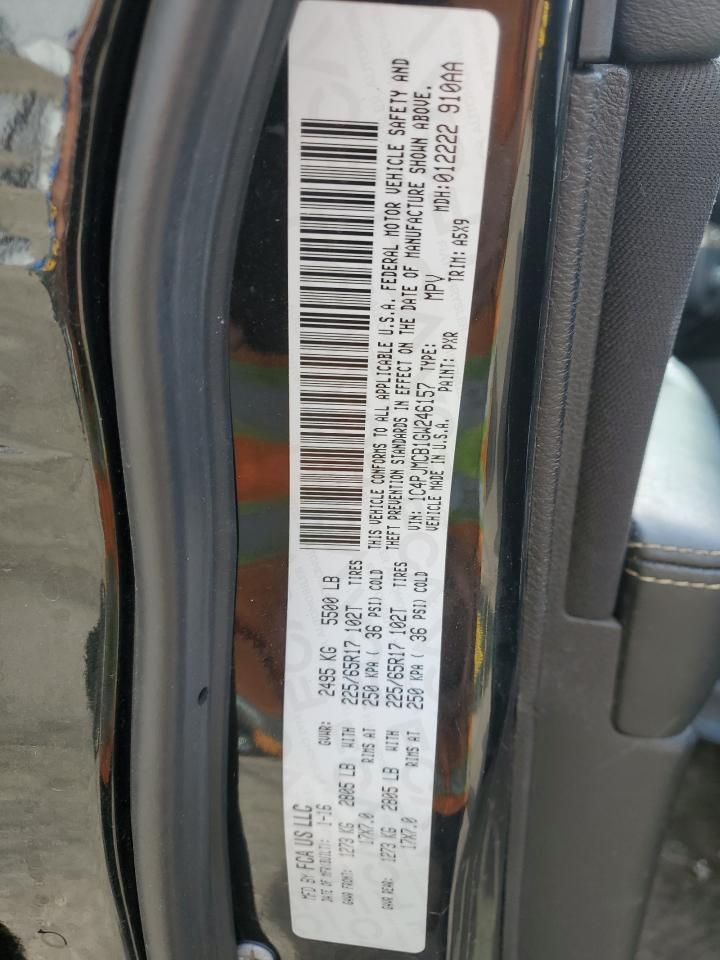 MFD BY FCA US LLC
DATE OF MFR(BUILT): 1-16 GVWR: 2495 KG 5500 LB
GAWR FRONT: 1273 KG 2805 LB WITH 225/65R17 102T TIRES
17X7.0 RIMS AT 250 KPA ( 36 PSI) COLD
GVWR REAR: 1273 KG 2805 LB WITH 225/65R17 102T TIRES
17X7.0 RIMS AT 250 KPA ( 36 PSI) COLD
THIS VEHICLE CONFORMS TO ALL APPLICABLE U.S.A. FEDERAL MOTOR VEHICLE SAFETY AND
THEFT PREVENTION STANDARDS IN EFFECT ON THE DATE OF MANUFACTURE SHOWN ABOVE.
VIN: 1C4PJMCB1GW246157 TYPE: MPV MDH: 012222 910AA
VEHICLE MADE IN U.S.A. PAINT: PXR TRIM: A5X9